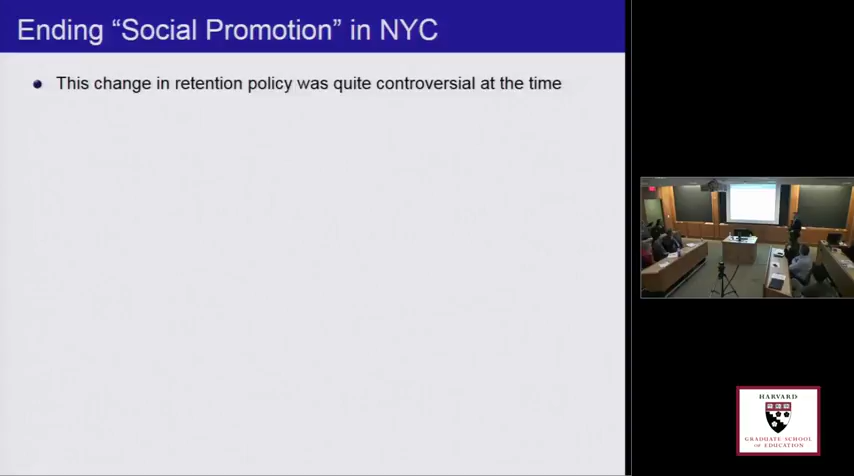 Ending “Social Promotion” in NYC
This change in retention policy was quite controversial at the time
HARVARD
GRADUATE SCHOOL
OF EDUCATION